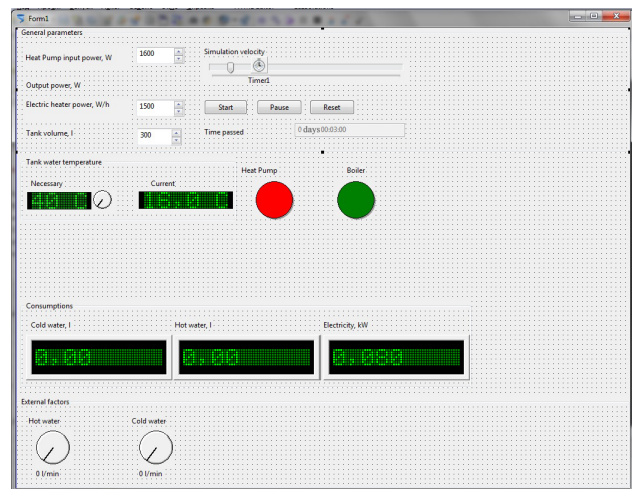 Form1
General parameters
Heat Pump input power, W
1600
Simulation velocity
Timer1
Output power, W
Electric heater power, W/h
1500
Start
Pause
Reset
Tank volume, l
300
Time passed
0 days 00:03:00
Tank water temperature
Necessary
Current
Heat Pump
Boiler
40 C
15,0 C
Consumptions
Cold water, l
Hot water, l
Electricity, kW
0,00
0,00
0,080
External factors
Hot water
Cold water
0 l/min
0 l/min